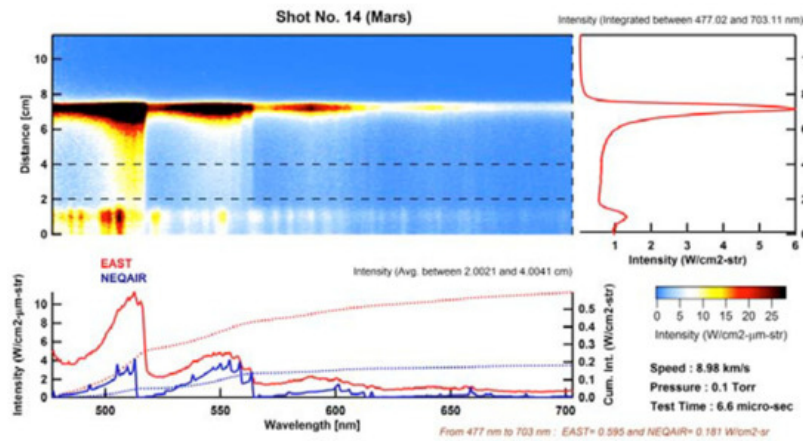 Shot No. 14 (Mars)
Intensity (Integrated between 477.02 and 703.11 nm)
Distance [cm]
10
8
6
4
2
0
0
1
2
3
4
5
6
Intensity (W/cm2-str)
EAST
NEQAIR
Intensity (Avg. between 2.0021 and 4.0041 cm)
Intensity (W/cm2-µm-str)
10
8
6
4
2
0
0.5
0.4
0.3
0.2
0.1
0.0
Cum. Int. (W/cm2-str)
500
550
600
650
700
Wavelength [nm]
0 5 10 15 20 25
Intensity (W/cm2-µm-str)
Speed : 8.98 km/s
Pressure : 0.1 Torr
Test Time : 6.6 micro-sec
From 477 nm to 703 nm : EAST= 0.595 and NEQAIR= 0.181 W/cm2-sr